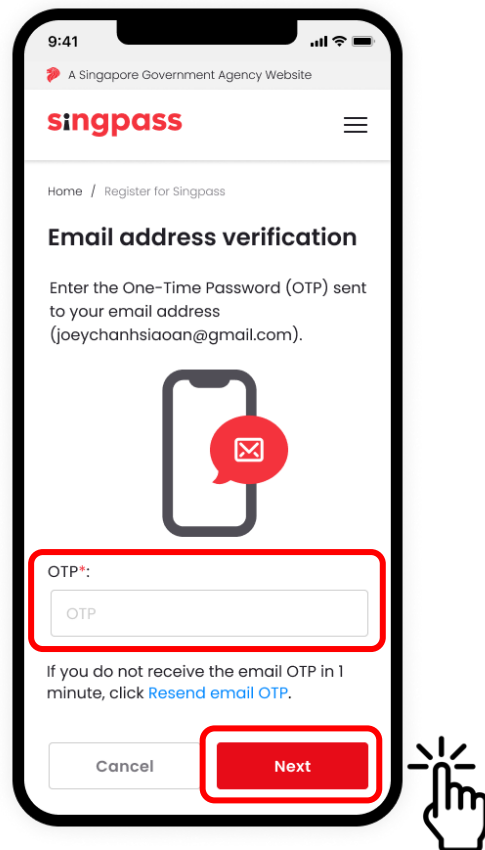 9:41
A Singapore Government Agency Website
singpass
Home / Register for Singpass
Email address verification
Enter the One-Time Password (OTP) sent
to your email address
(joeychanhsiaoan@gmail.com).
OTP*:
OTP
If you do not receive the email OTP in 1
minute, click Resend email OTP.
Cancel Next